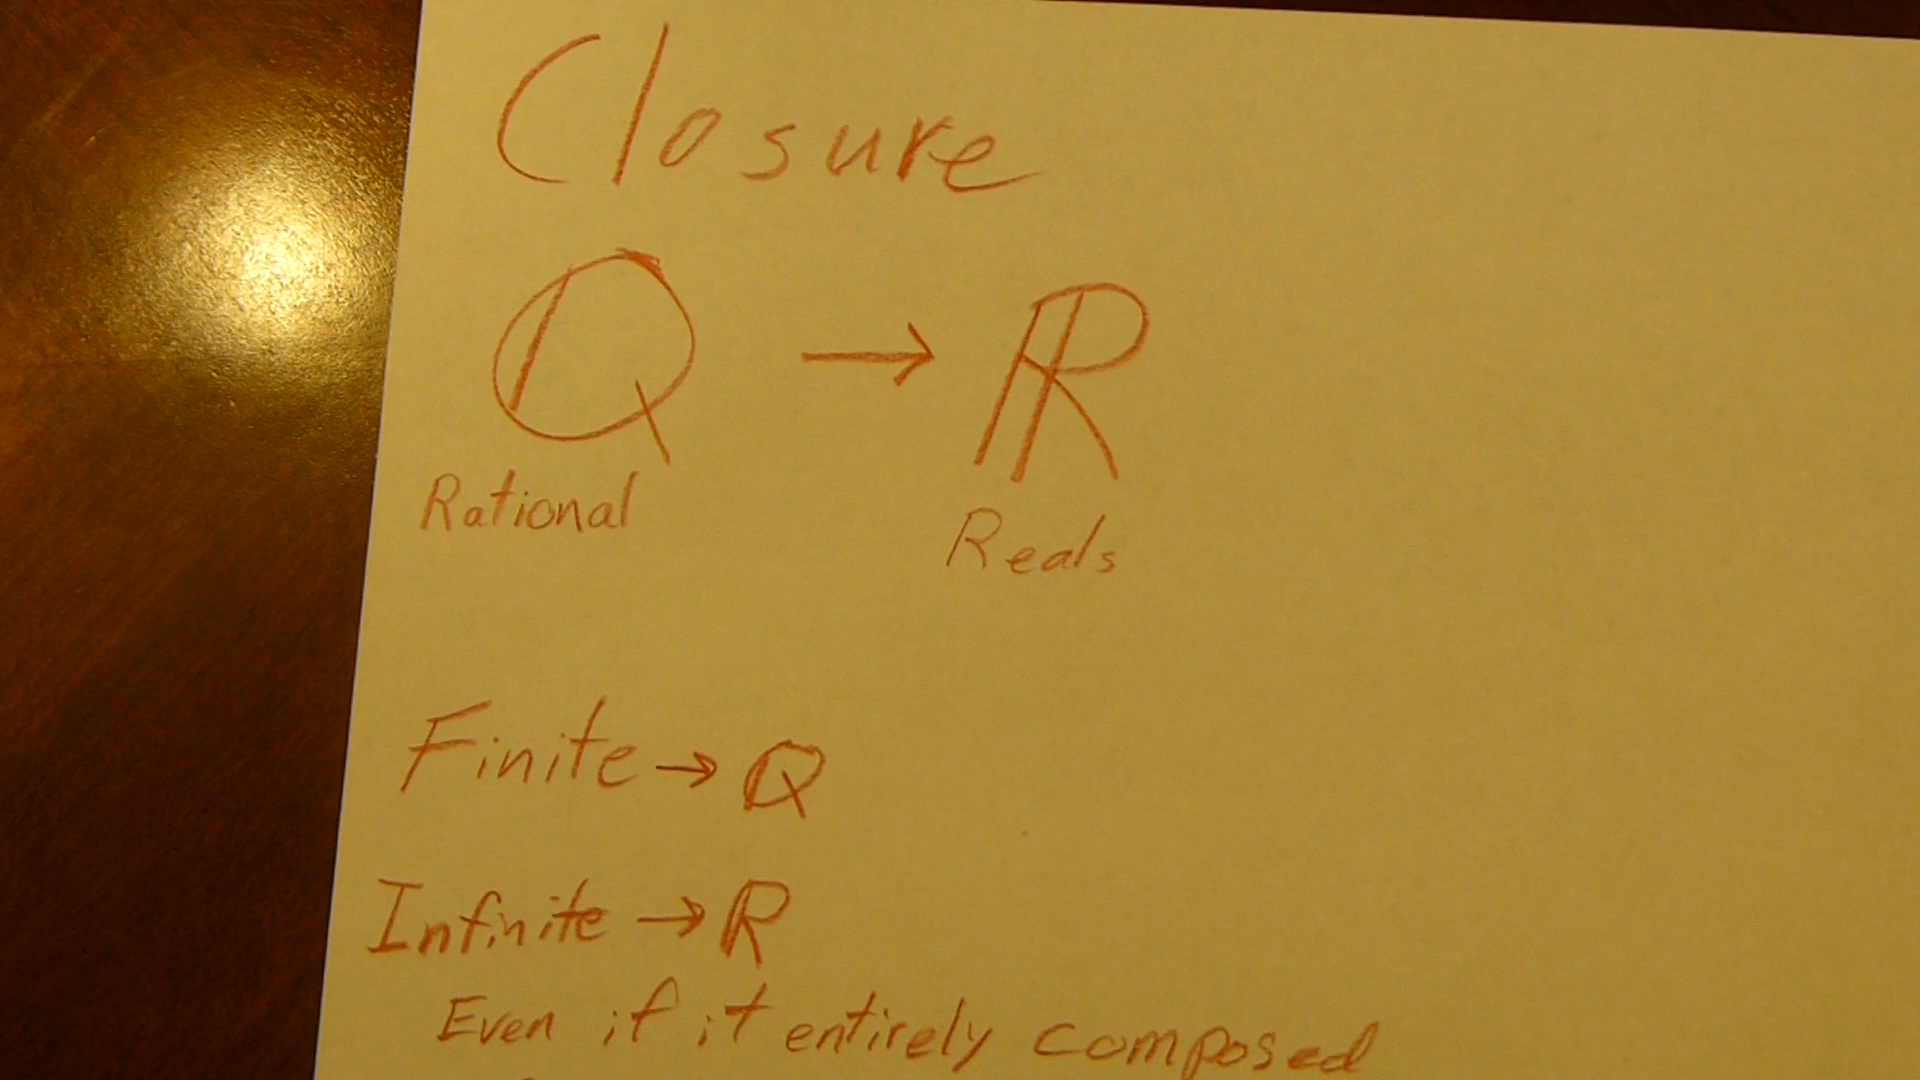 Closure
ℚ → ℝ
Rational Reals
Finite → ℚ
Infinite → ℝ
Even if it entirely composed